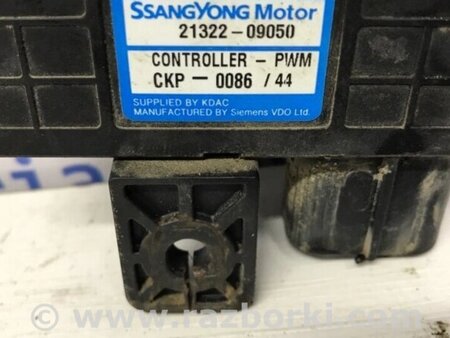 SSANGYONG Motor
21322-09050
CONTROLLER - PWM
CKP - 0086 / 44
SUPPLIED BY KDAC
MANUFACTURED BY Siemens VDO Ltd.
© www.razborki.com